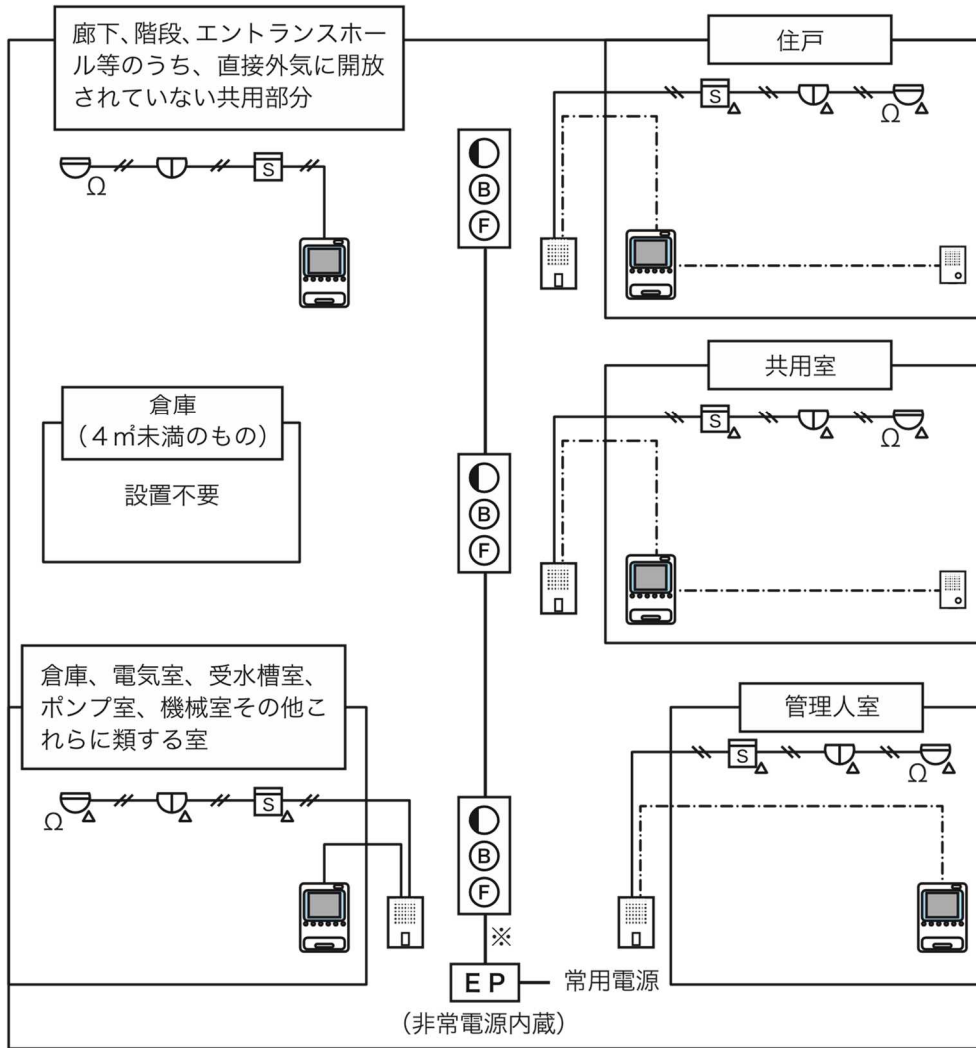 廊下、階段、エントランスホー
ル等のうち、直接外気に開放
されていない共用部分
住戸
S
Ω
Ω
S
B
F
共用室
S
Ω
倉庫
(4㎡未満のもの)
設置不要
B
F
倉庫、電気室、受水槽室、
ポンプ室、機械室その他こ
れらに類する室
管理人室
S
Ω
Ω
S
B
F
※
EP
常用電源
(非常電源内蔵)